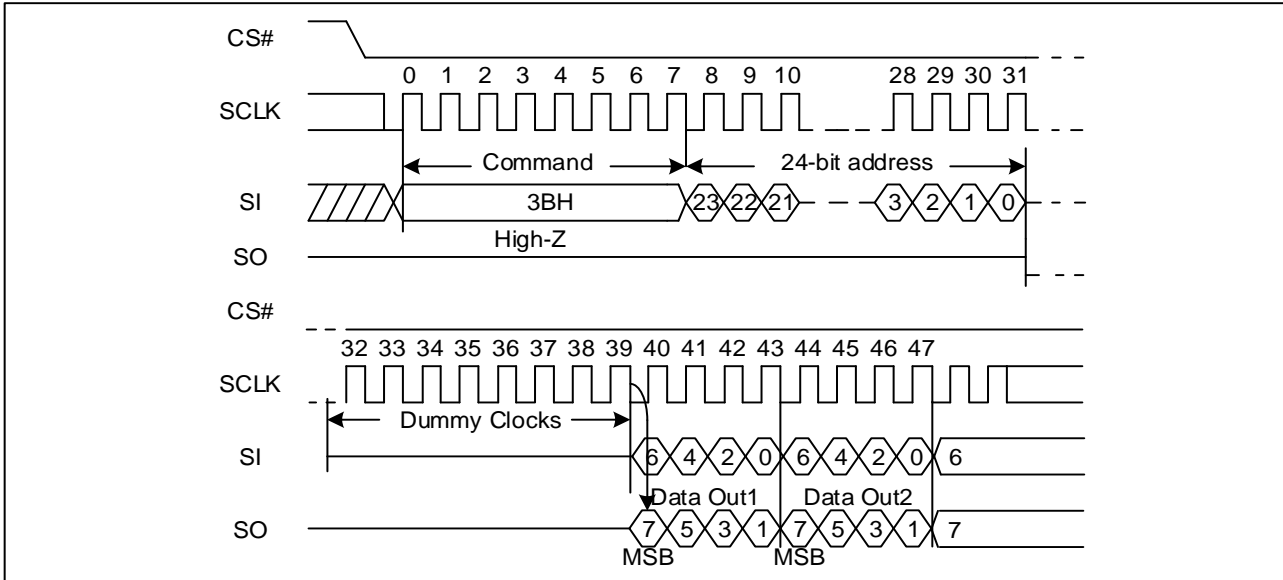 CS#
0 1 2 3 4 5 6 7 8 9 10 28 29 30 31
SCLK
Command 24-bit address
SI 3BH 23 22 21 3 2 1 0
High-Z
SO
CS#
32 33 34 35 36 37 38 39 40 41 42 43 44 45 46 47
SCLK
Dummy Clocks
SI 6 4 2 0 6 4 2 0 6
Data Out1 Data Out2
SO 7 5 3 1 7 5 3 1 7
MSB MSB